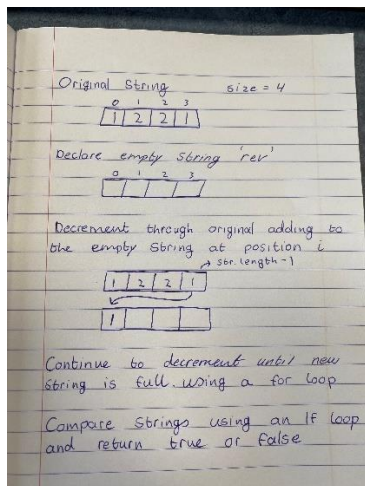 Original String size = 4
0 1 2 3
1 2 2 1
Declare empty String 'rev'
0 1 2 3
Decrement through original adding to
the empty String at position i
→ str.length-1
1 2 2 1
1
Continue to decrement until new
String is full. using a for loop
Compare Strings using an If loop
and return true or false